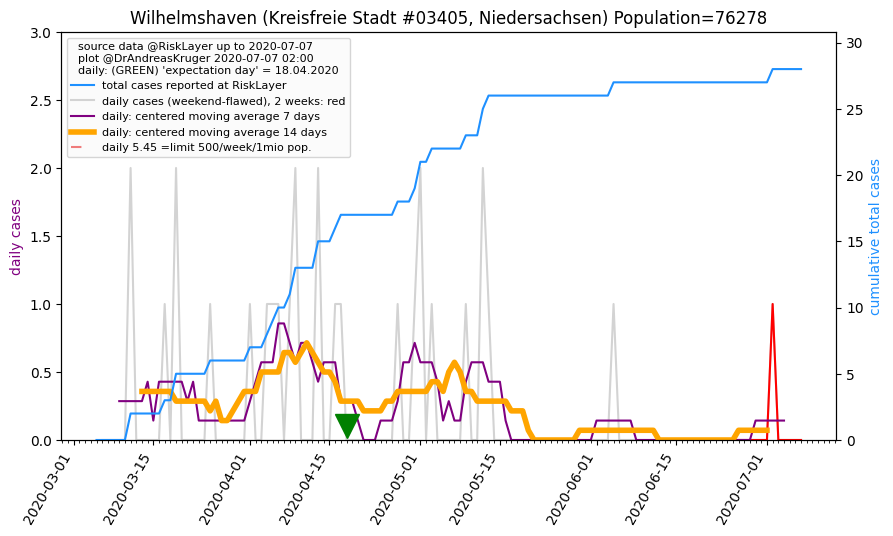 Wilhelmshaven (Kreisfreie Stadt #03405, Niedersachsen) Population=76278
source data @RiskLayer up to 2020-07-07
plot @DrAndreasKruger 2020-07-07 02:00
daily: (GREEN) 'expectation day' = 18.04.2020
total cases reported at RiskLayer
daily cases (weekend-flawed), 2 weeks: red
daily: centered moving average 7 days
daily: centered moving average 14 days
daily 5.45 =limit 500/week/1mio pop.
daily cases
3.0
2.5
2.0
1.5
1.0
0.5
0.0
cumulative total cases
30
25
20
15
10
5
0
2020-03-01
2020-03-15
2020-04-01
2020-04-15
2020-05-01
2020-05-15
2020-06-01
2020-06-15
2020-07-01